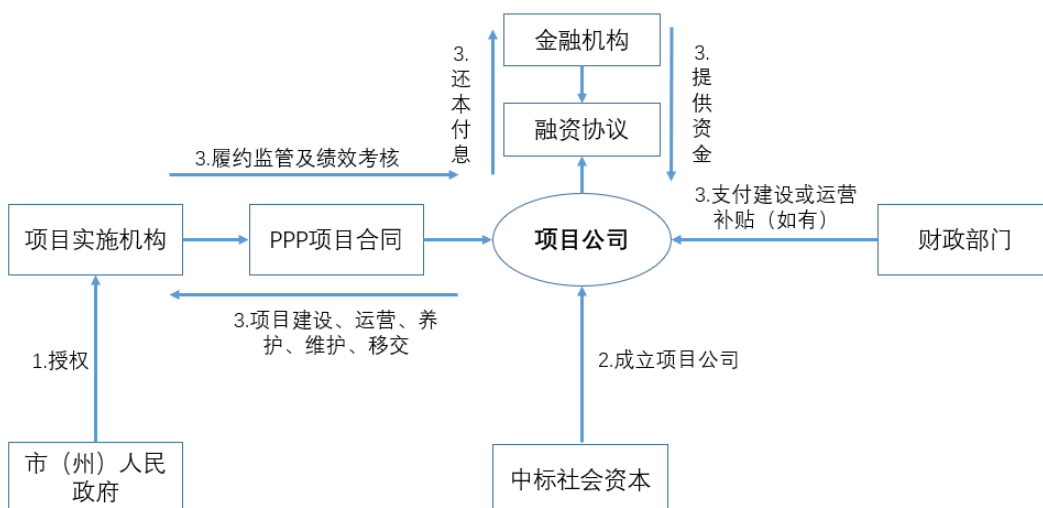 金融机构
3.
还
本
付
息
3.
提
供
资
金
融资协议
3.履约监管及绩效考核
3.支付建设或运营
补贴（如有）
项目实施机构
PPP项目合同
项目公司
财政部门
3.项目建设、运营、养
护、维护、移交
1.授权
2.成立项目公司
市（州）人民
政府
中标社会资本